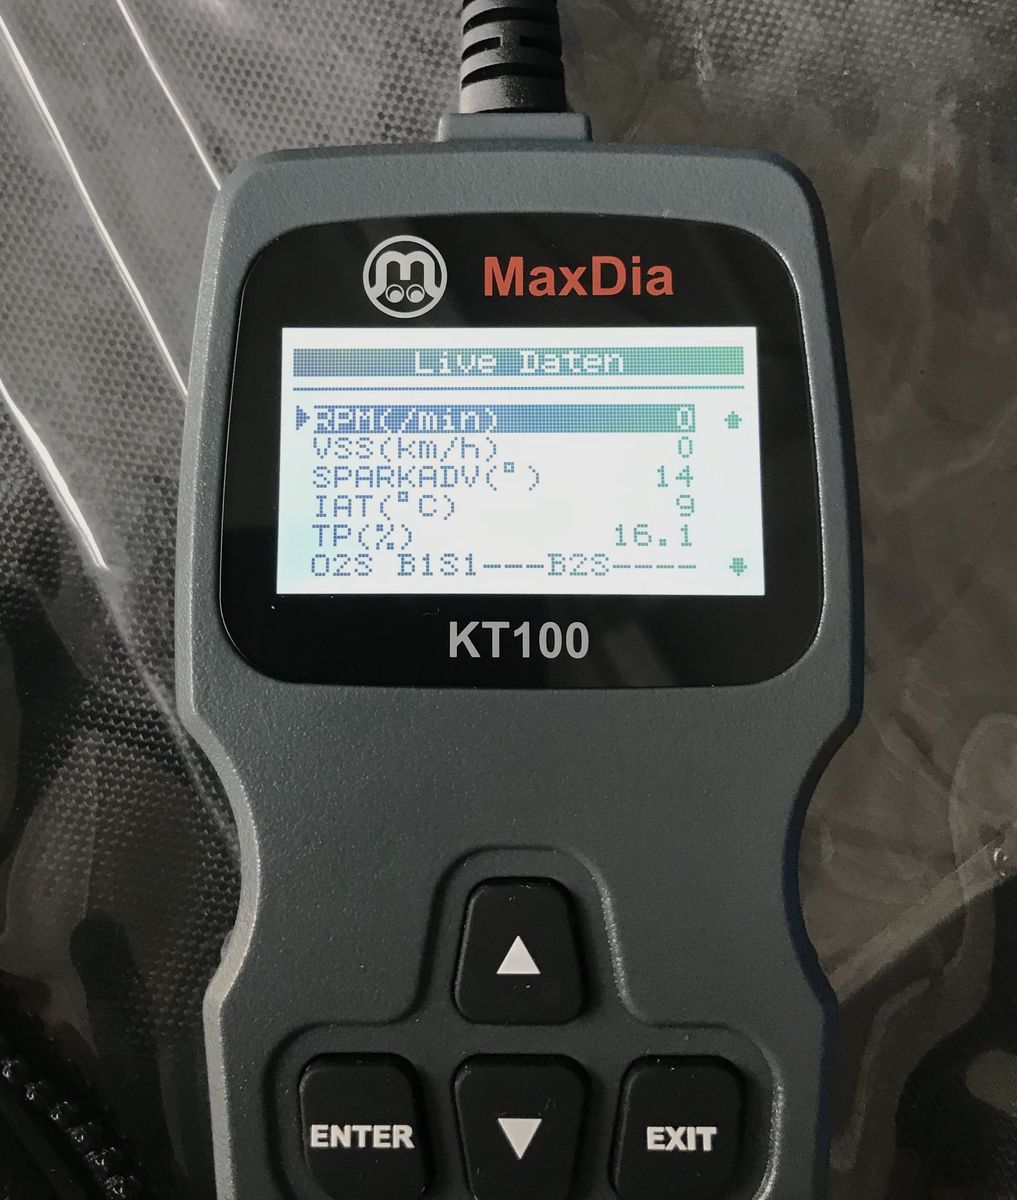 m MaxDia
Live Daten
RPM(/min) 0
VSS(km/h) 0
SPARKADV(°) 14
IAT(°C) 9
TP(%) 16.1
O2S B1S1---B2S----
KT100
ENTER EXIT